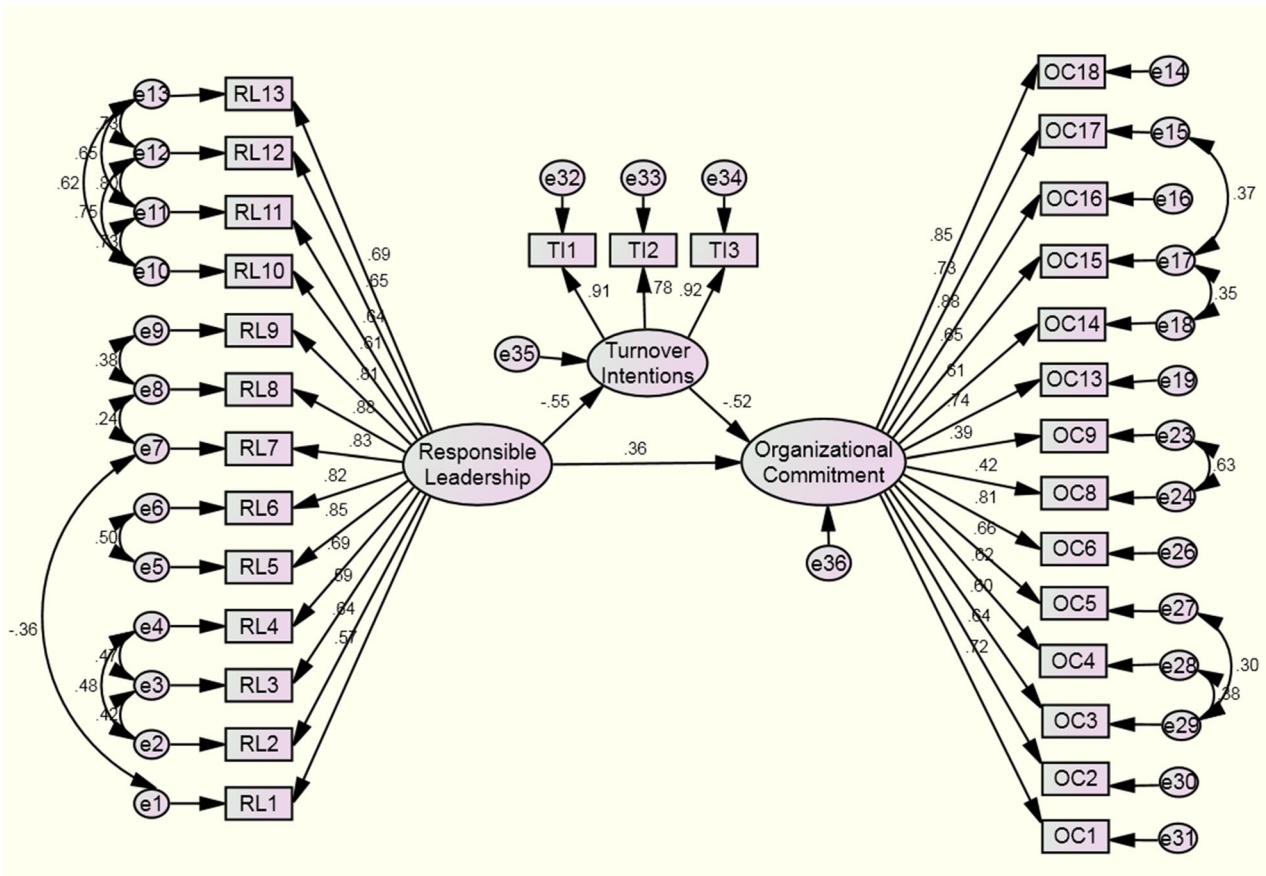 e13
RL13
e12
RL12
e11
RL11
e10
RL10
e9
RL9
e8
RL8
e7
RL7
e6
RL6
e5
RL5
e4
RL4
e3
RL3
e2
RL2
e1
RL1
.73
.65
.62
.80
.75
.73
.38
.24
.50
-.36
.47
.48
.42
.69
.65
.64
.61
.81
.88
.83
.82
.85
.69
.59
.64
.57
Responsible
Leadership
e32
e33
e34
TI1
TI2
TI3
.91
.78
.92
e35
Turnover
Intentions
-.55
-.52
.36
Organizational
Commitment
e36
.85
.73
.88
.65
.61
.74
.39
.42
.81
.66
.62
.60
.64
.72
OC18
e14
OC17
e15
OC16
e16
OC15
e17
OC14
e18
OC13
e19
OC9
e23
OC8
e24
OC6
e26
OC5
e27
OC4
e28
OC3
e29
OC2
e30
OC1
e31
.37
.35
.63
.30
.38